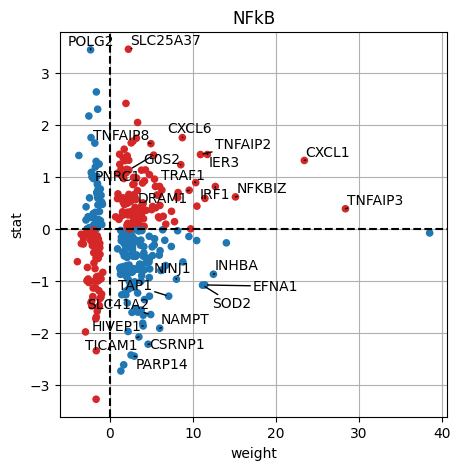 NFkB
POLG2
SLC25A37
CXCL6
TNFAIP8
TNFAIP2
G0S2
IER3
CXCL1
PNRC1
TRAF1
DRAM1
IRF1
NFKBIZ
TNFAIP3
NINJ1
INHBA
TAP1
EFNA1
SLC41A2
SOD2
HIVEP1
NAMPT
TICAM1
CSRNP1
PARP14
stat
3
2
1
0
−1
−2
−3
0
10
20
30
40
weight